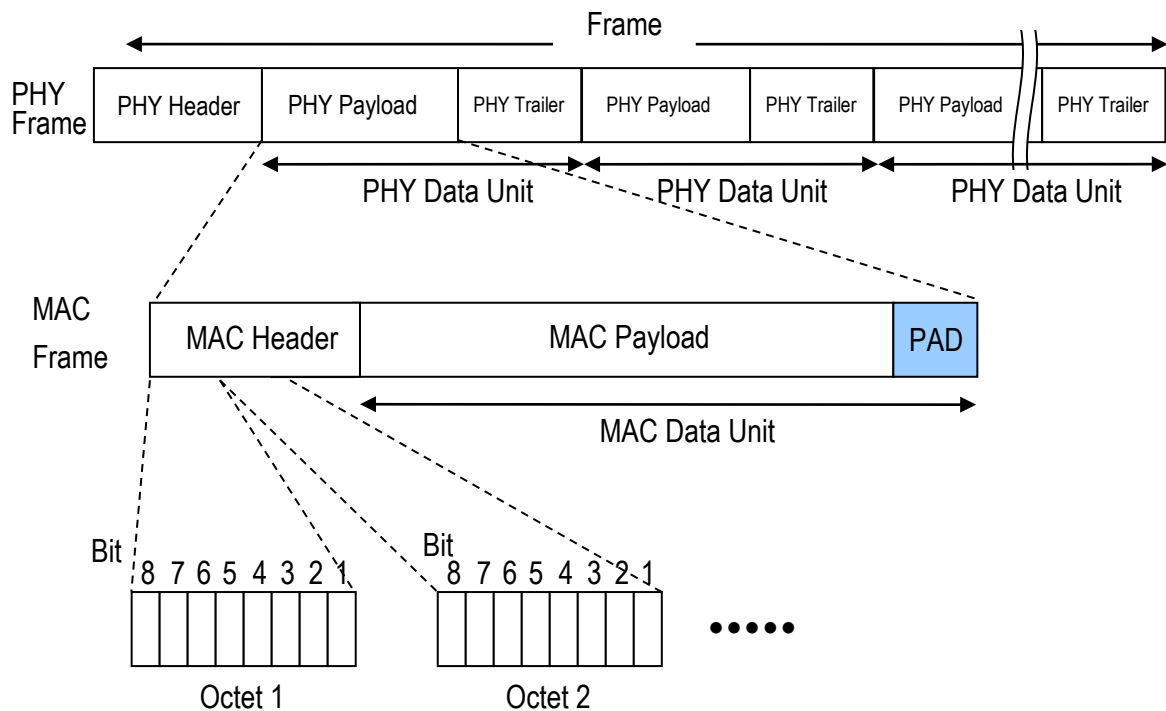 Frame
PHY
Frame
PHY Header PHY Payload PHY Trailer PHY Payload PHY Trailer PHY Payload PHY Trailer
PHY Data Unit PHY Data Unit PHY Data Unit
MAC
Frame
MAC Header MAC Payload PAD
MAC Data Unit
Bit Bit
8 7 6 5 4 3 2 1 8 7 6 5 4 3 2 1
•••••
Octet 1 Octet 2